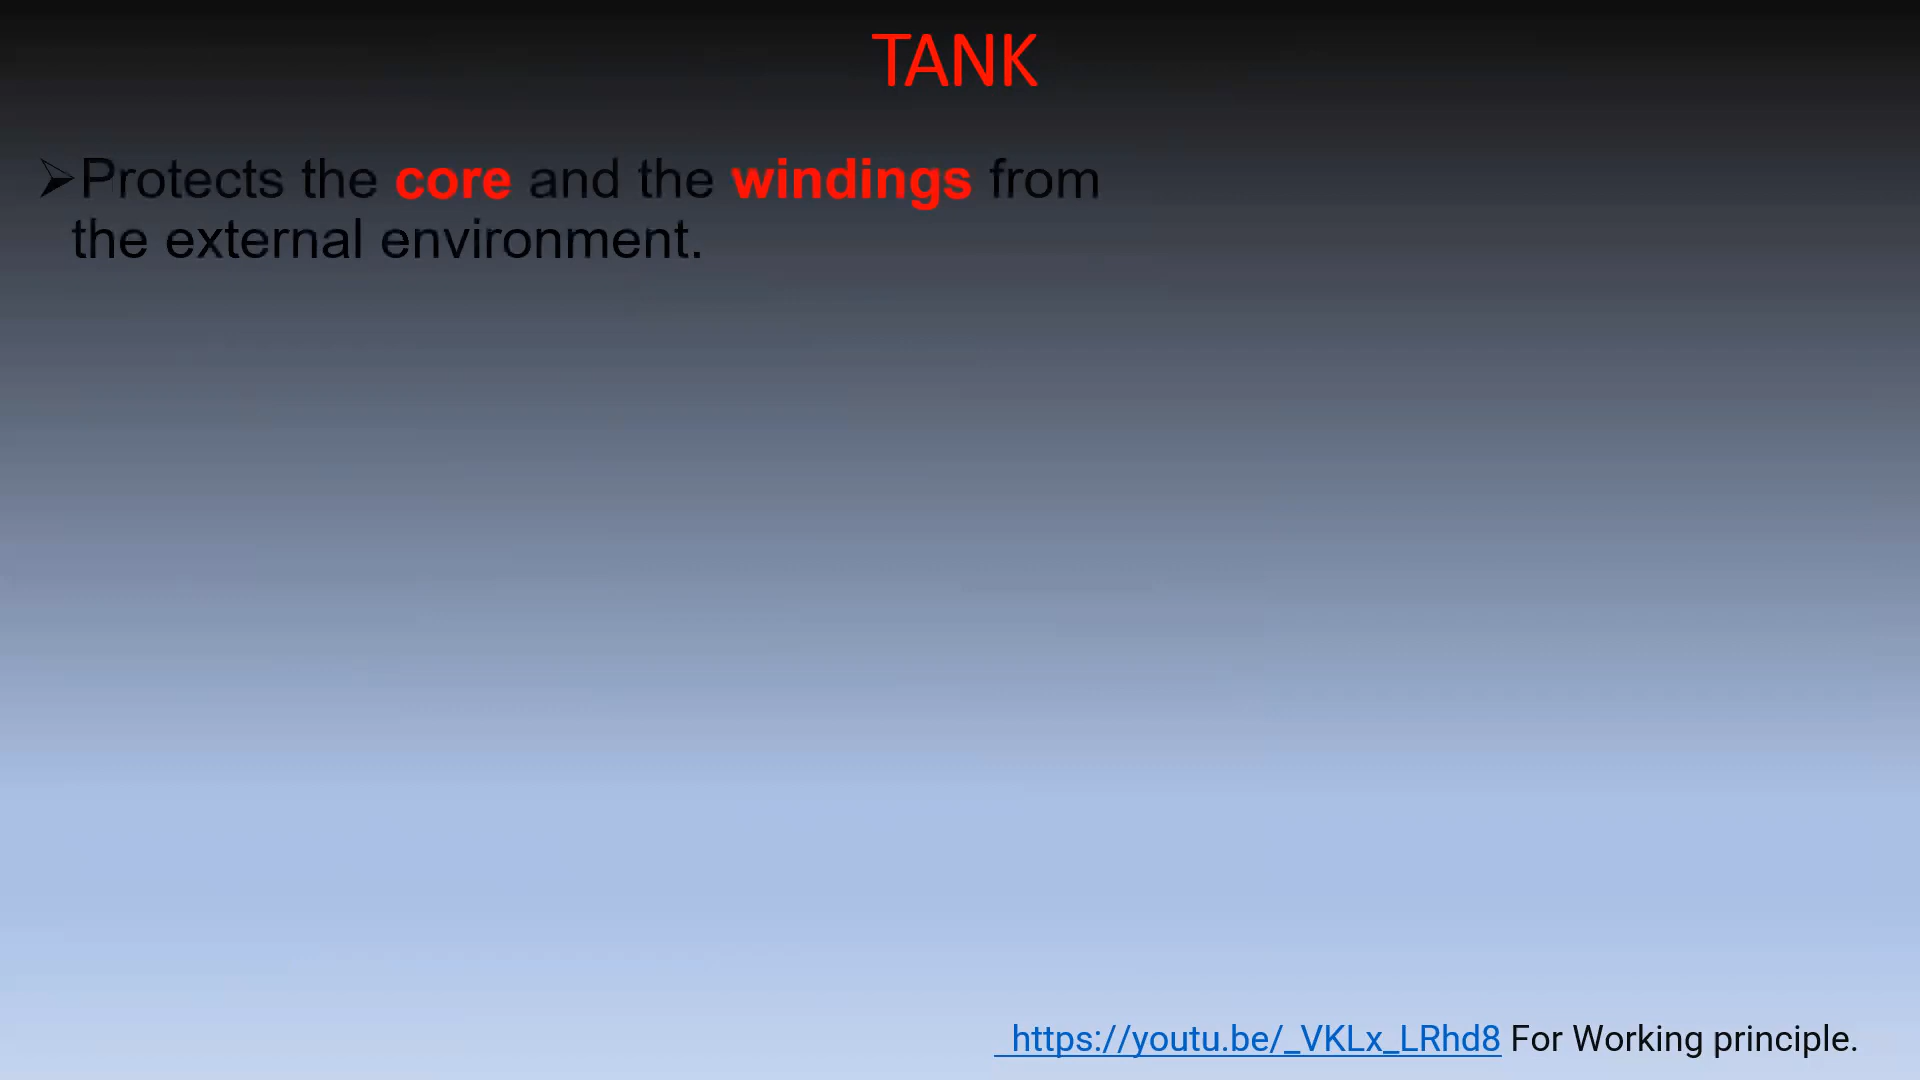 TANK
➢Protects the core and the windings from
the external environment.
https://youtu.be/_VKLx_LRhd8 For Working principle.